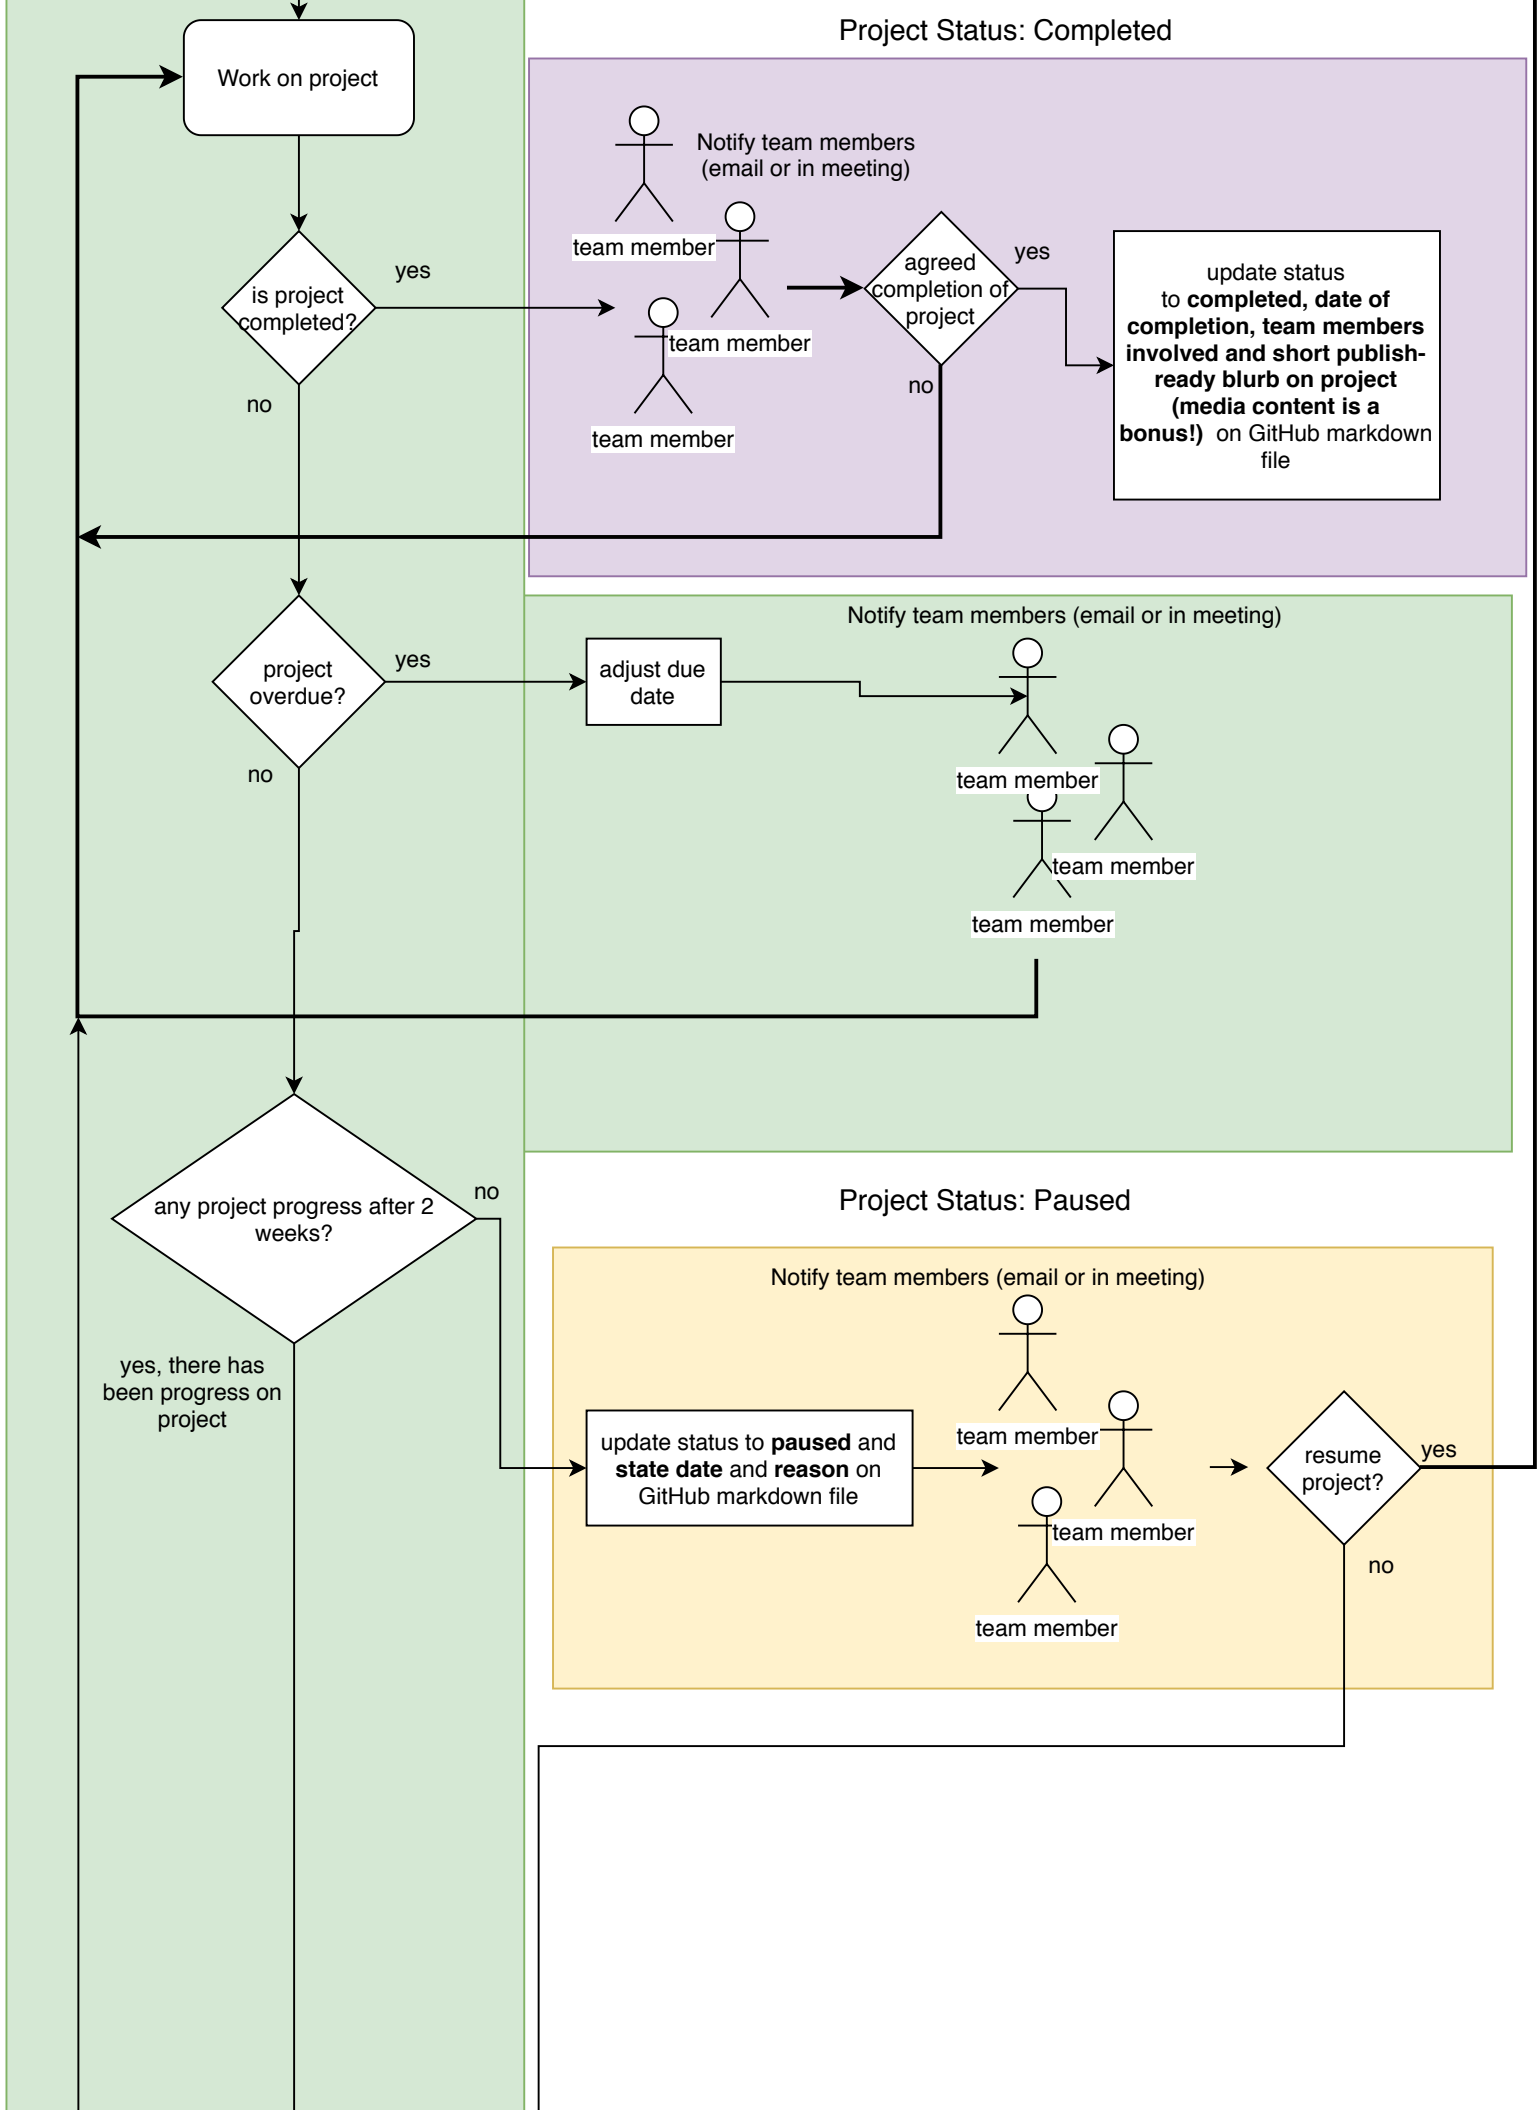 Project Status: Completed
Work on project
Notify team members
(email or in meeting)
team member
team member
team member
is project
completed?
yes
no
agreed
completion of
project
yes
no
update status
to completed, date of
completion, team members
involved and short publish-
ready blurb on project
(media content is a
bonus!) on GitHub markdown
file
project
overdue?
yes
no
adjust due
date
Notify team members (email or in meeting)
team member
team member
team member
any project progress after 2
weeks?
no
yes, there has
been progress on
project
Project Status: Paused
Notify team members (email or in meeting)
update status to paused and
state date and reason on
GitHub markdown file
team member
team member
team member
resume
project?
yes
no